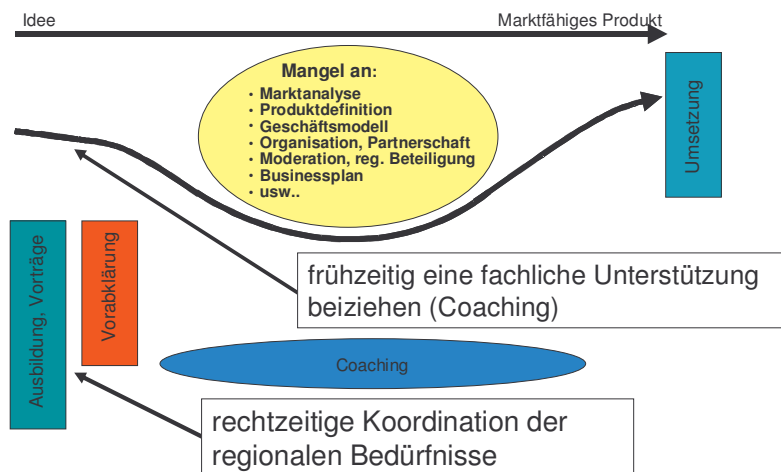 Idee
Marktfähiges Produkt
Mangel an:
· Marktanalyse
· Produktdefinition
· Geschäftsmodell
· Organisation, Partnerschaft
· Moderation, reg. Beteiligung
· Businessplan
· usw..
Umsetzung
Ausbildung, Vorträge
Vorabklärung
frühzeitig eine fachliche Unterstützung
beiziehen (Coaching)
Coaching
rechtzeitige Koordination der
regionalen Bedürfnisse